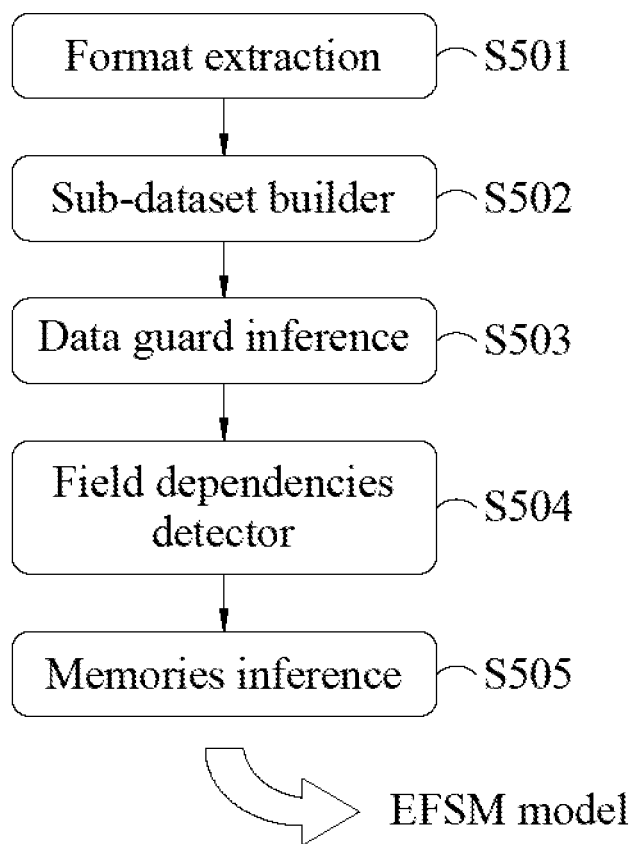 Format extraction S501
Sub-dataset builder S502
Data guard inference S503
Field dependencies
detector S504
Memories inference S505
EFSM model